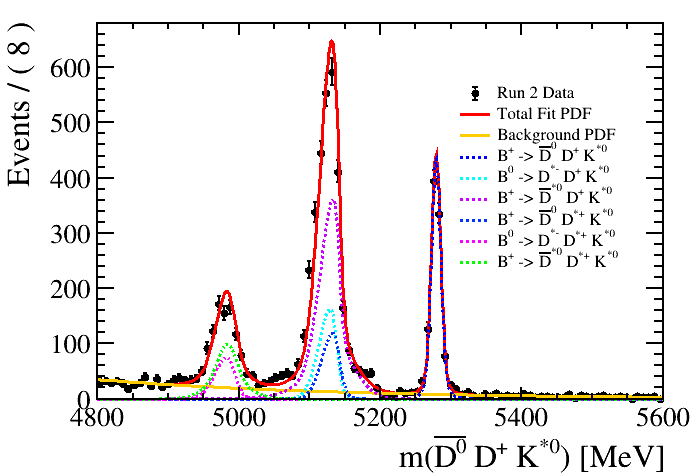 Events / ( 8 )
600
500
400
300
200
100
0
4800
5000
5200
5400
5600
m(D̅⁰ D⁺ K*⁰) [MeV]
Run 2 Data
Total Fit PDF
Background PDF
B⁺ -> D̅⁰ D⁺ K*⁰
B⁰ -> D*⁻ D⁺ K*⁰
B⁺ -> D̅*⁰ D⁺ K*⁰
B⁺ -> D̅⁰ D*⁺ K*⁰
B⁰ -> D*⁻ D*⁺ K*⁰
B⁺ -> D̅*⁰ D*⁺ K*⁰